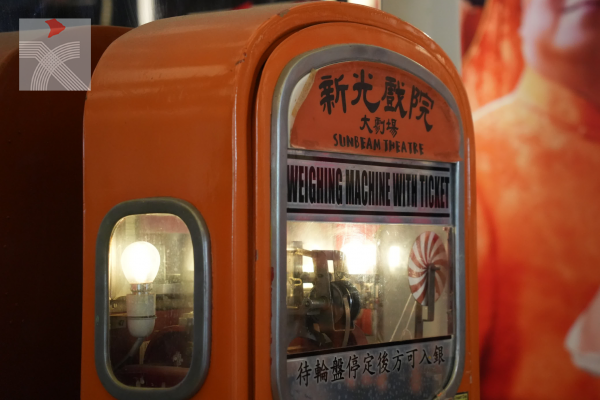 新光戲院
大劇場
SUNBEAM THEATRE
WEIGHING MACHINE WITH TICKET
待輪盤停定後方可入銀